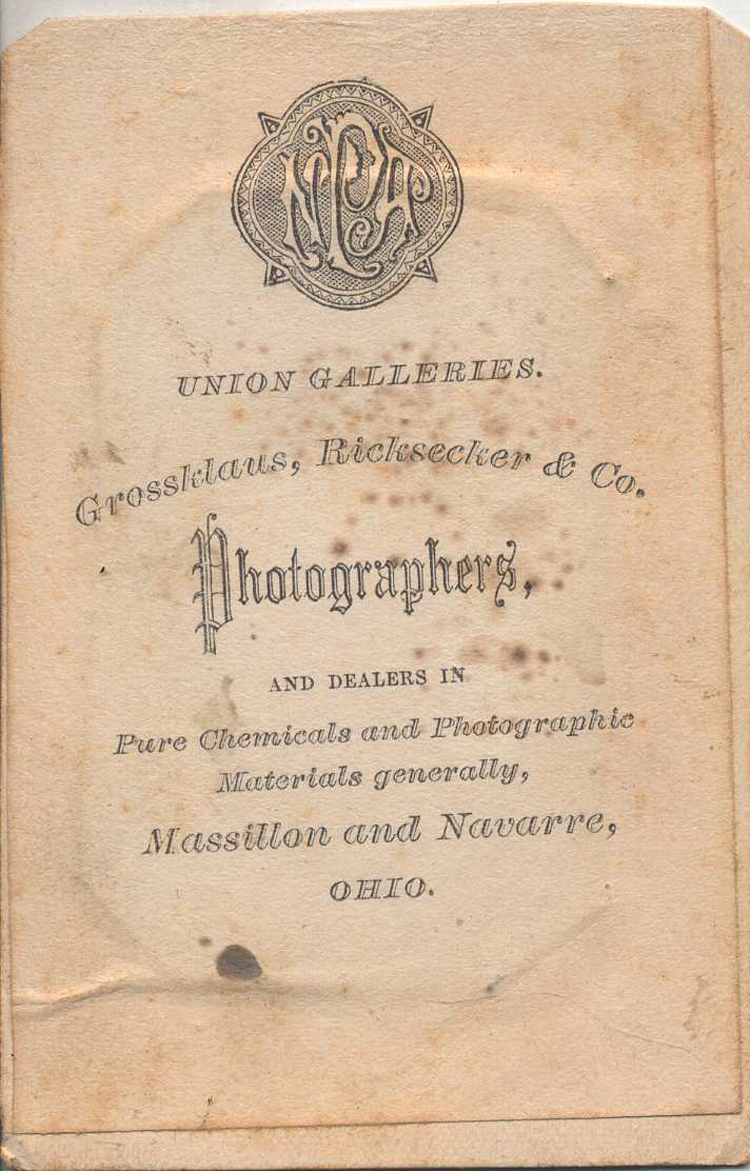 NPA
UNION GALLERIES.
Grossklaus, Ricksecker & Co.
Photographers,
AND DEALERS IN
Pure Chemicals and Photographic
Materials generally,
Massillon and Navarre,
OHIO.